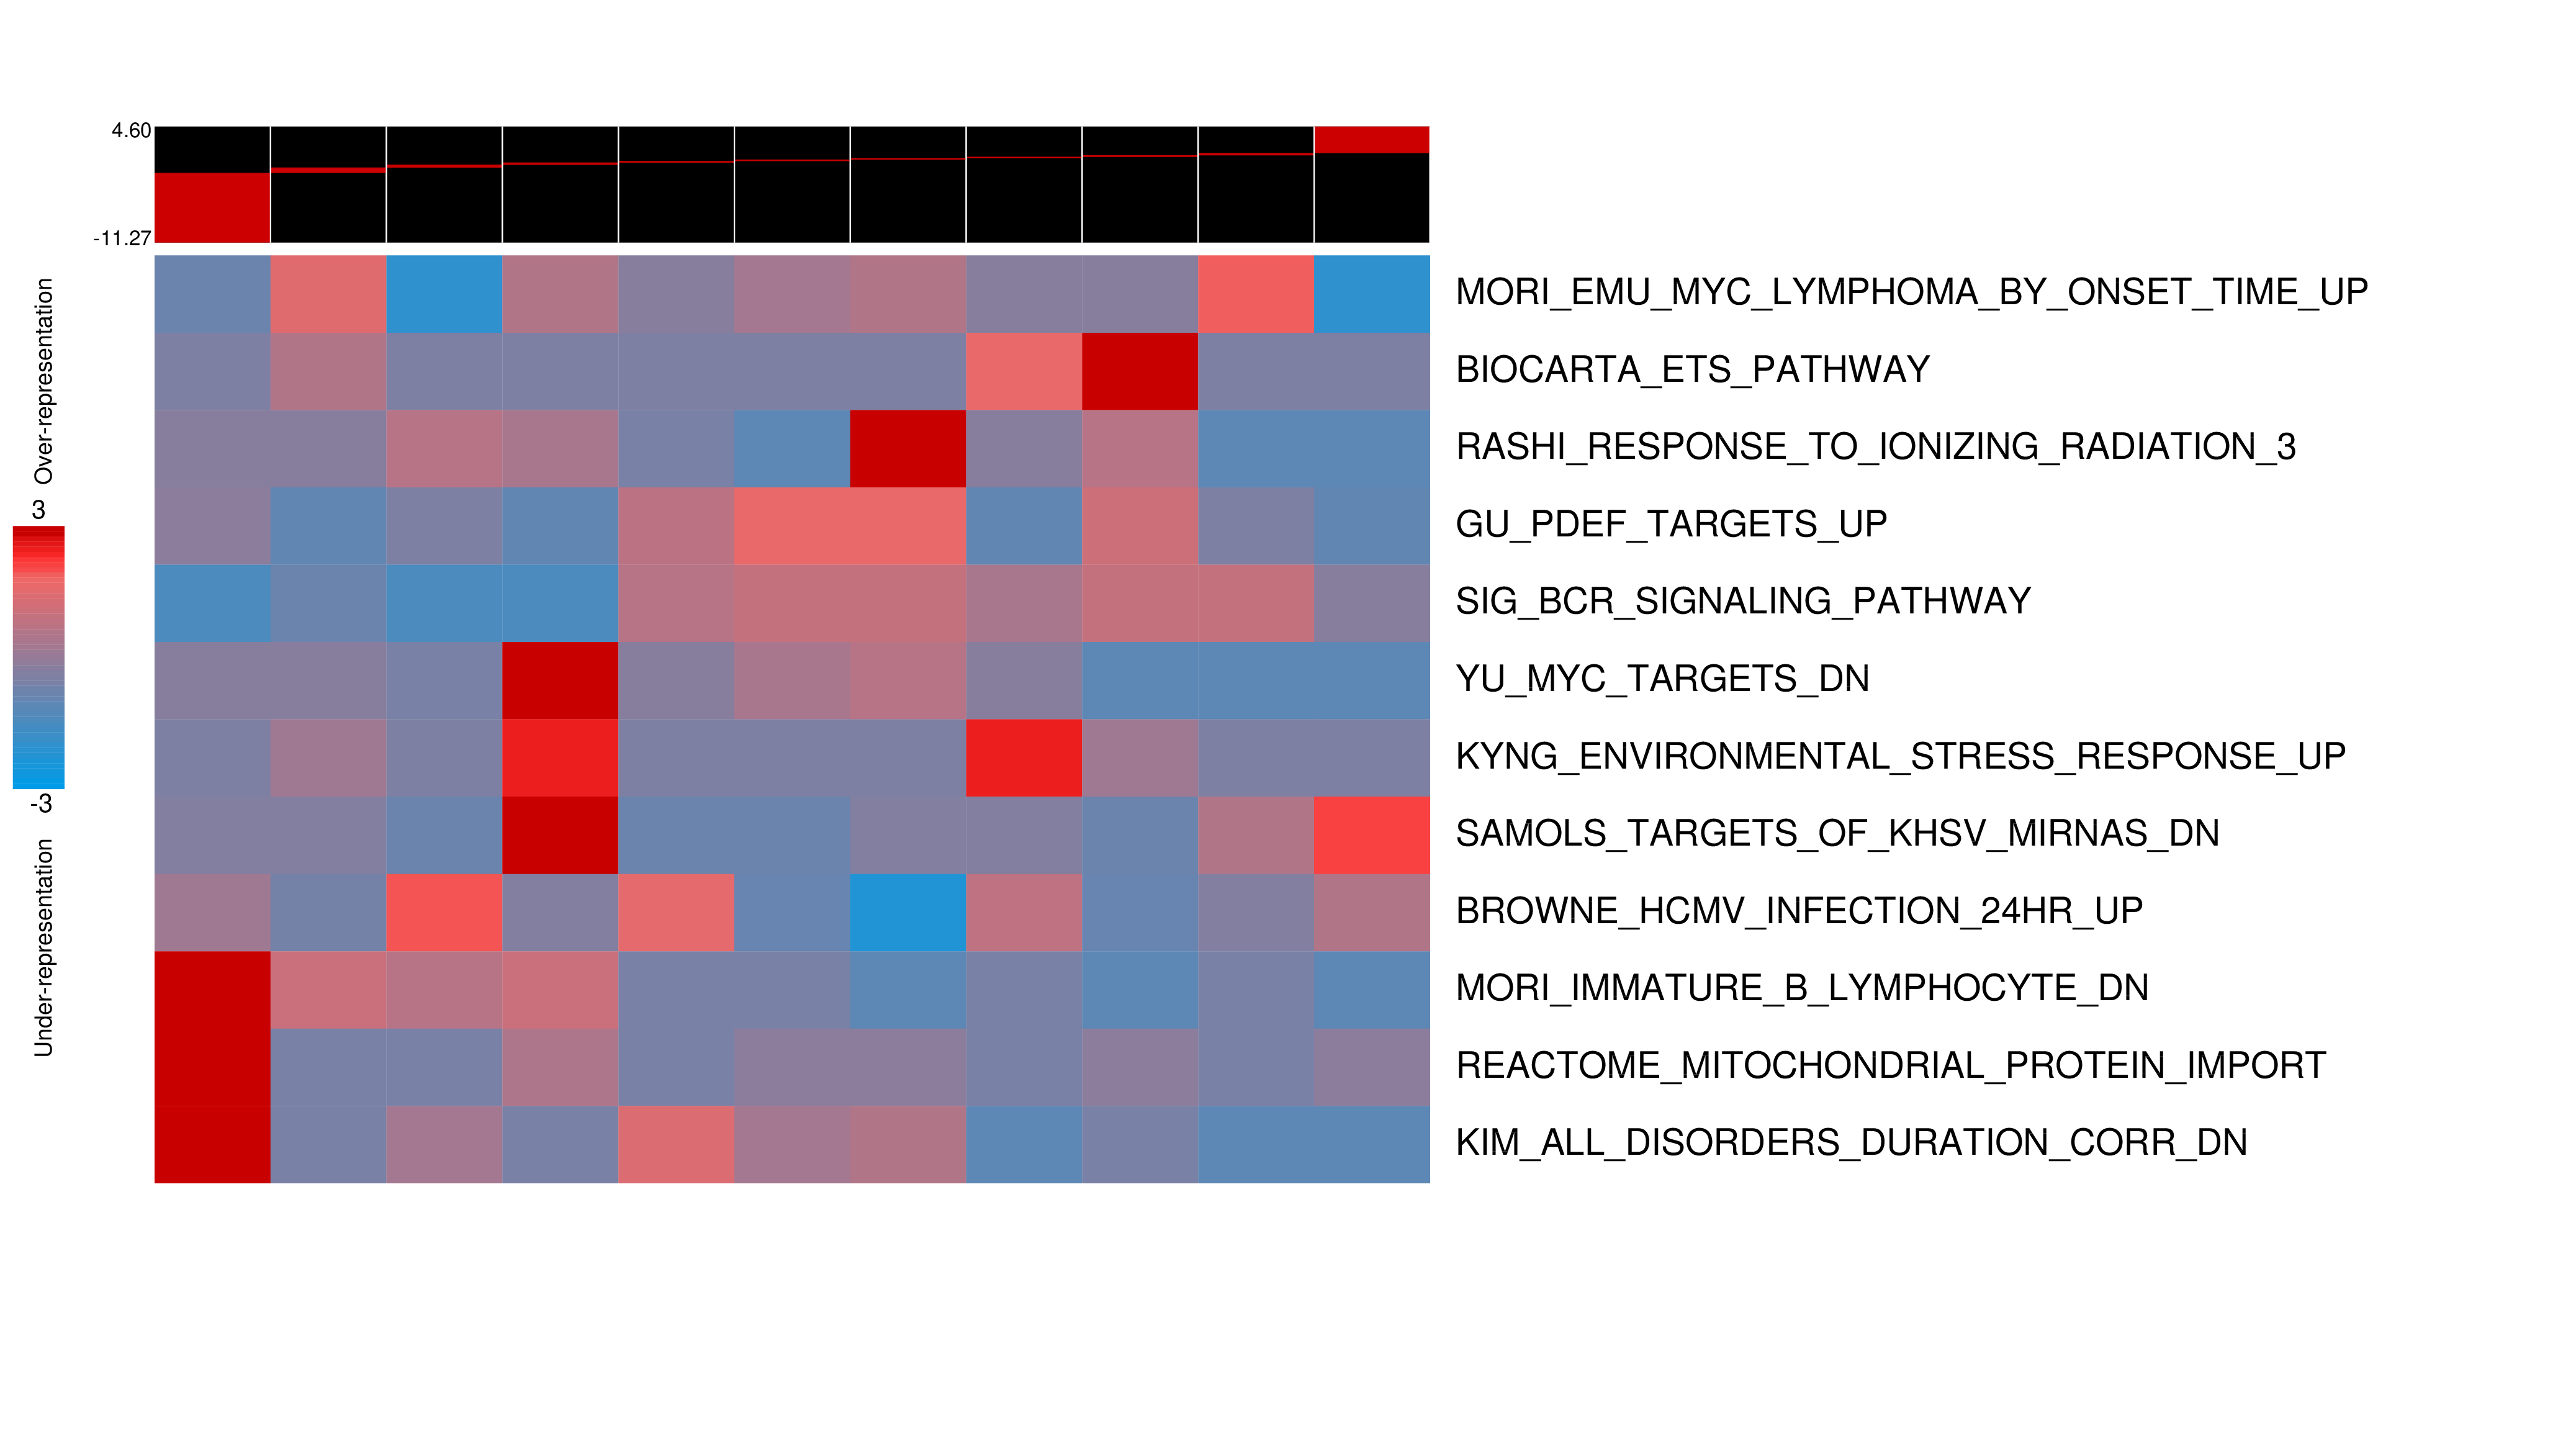 4.60
-11.27
Over-representation
3
-3
Under-representation
MORI_EMU_MYC_LYMPHOMA_BY_ONSET_TIME_UP
BIOCARTA_ETS_PATHWAY
RASHI_RESPONSE_TO_IONIZING_RADIATION_3
GU_PDEF_TARGETS_UP
SIG_BCR_SIGNALING_PATHWAY
YU_MYC_TARGETS_DN
KYNG_ENVIRONMENTAL_STRESS_RESPONSE_UP
SAMOLS_TARGETS_OF_KHSV_MIRNAS_DN
BROWNE_HCMV_INFECTION_24HR_UP
MORI_IMMATURE_B_LYMPHOCYTE_DN
REACTOME_MITOCHONDRIAL_PROTEIN_IMPORT
KIM_ALL_DISORDERS_DURATION_CORR_DN